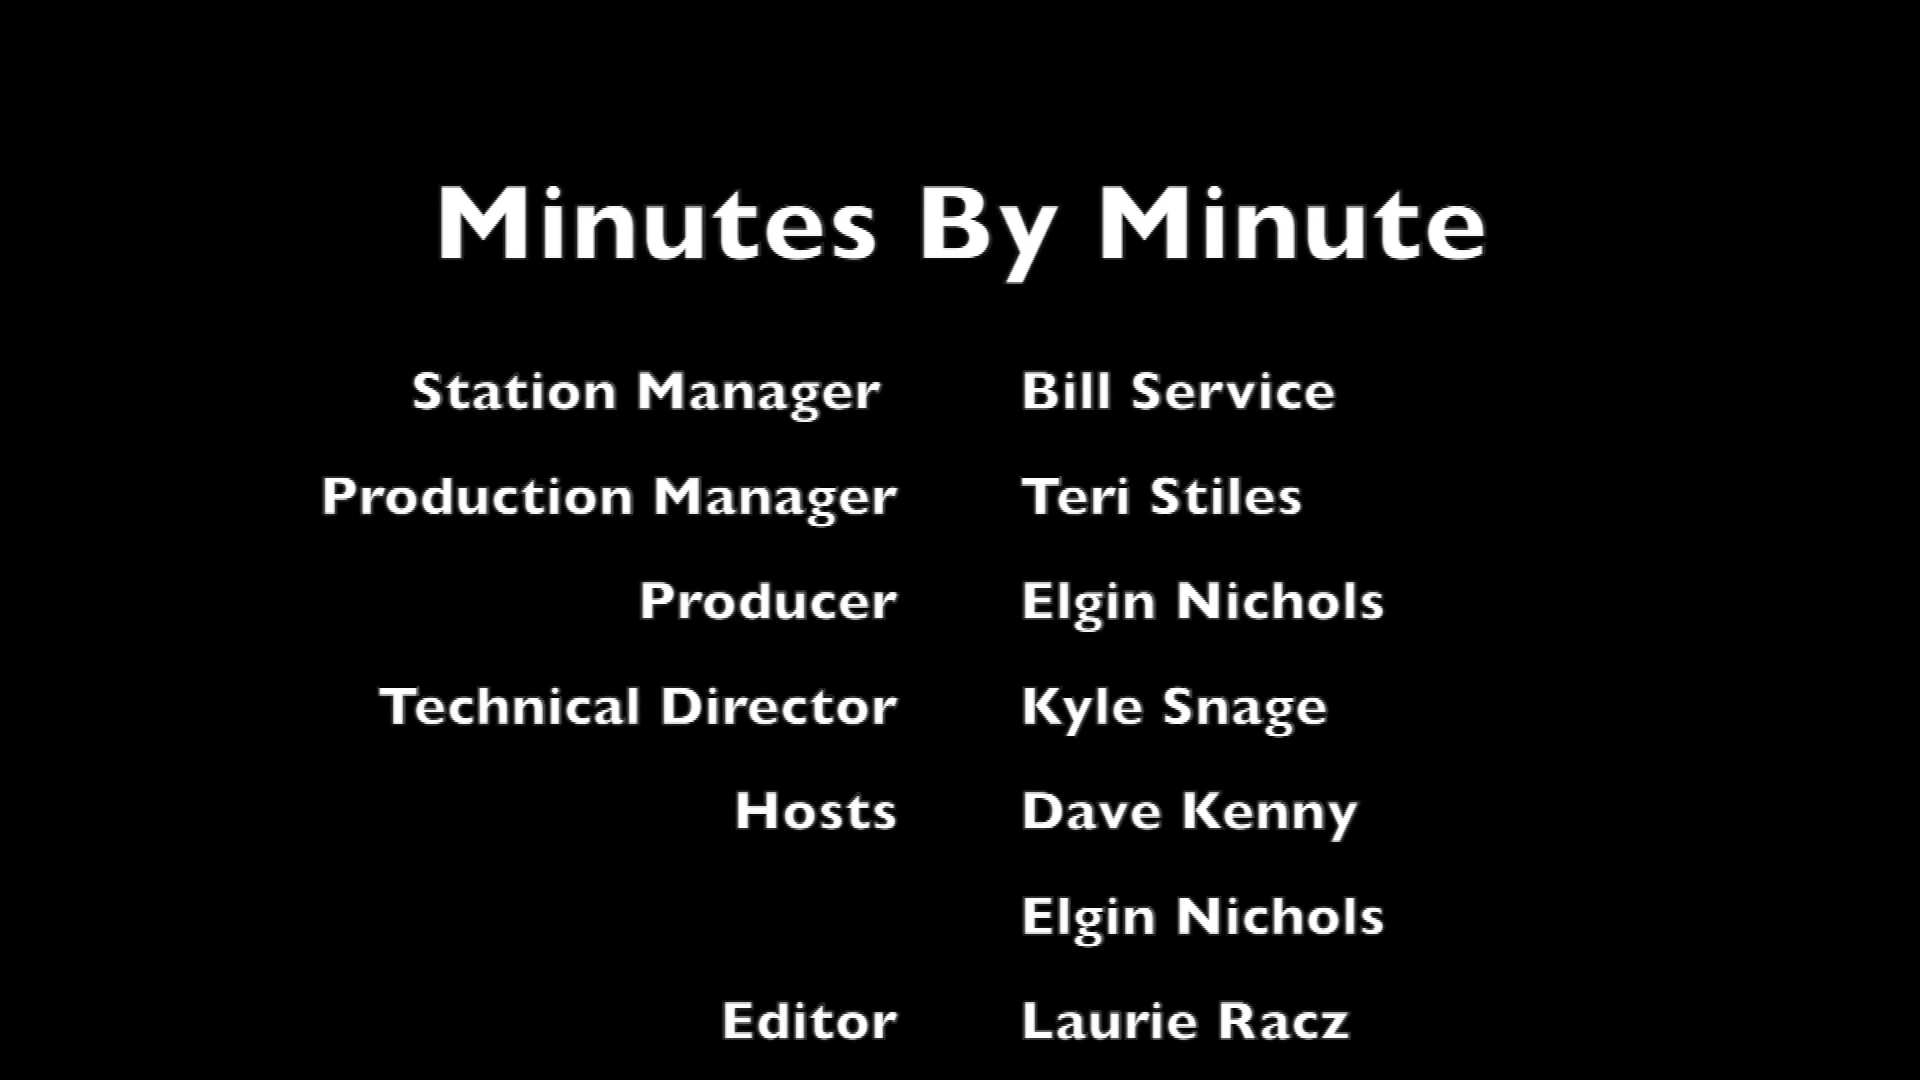 Minutes By Minute
Station Manager Bill Service
Production Manager Teri Stiles
Producer Elgin Nichols
Technical Director Kyle Snage
Hosts Dave Kenny
Elgin Nichols
Editor Laurie Racz